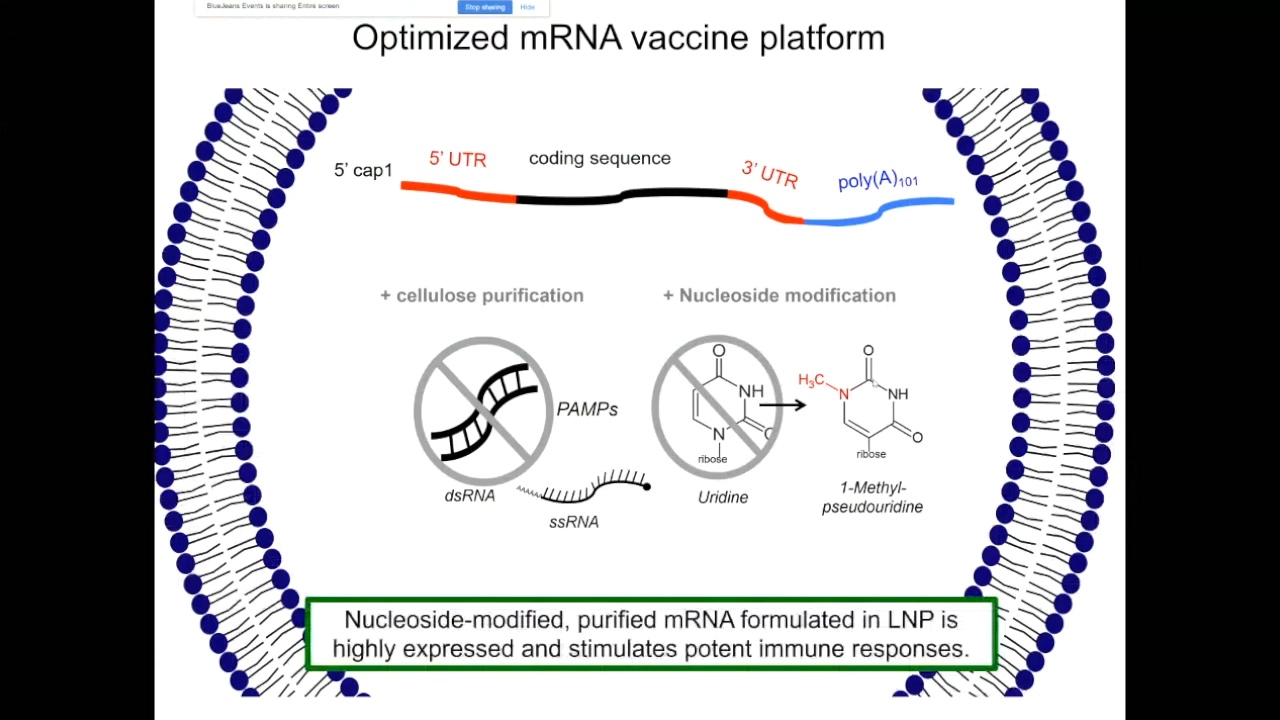 BlueJeans Events is sharing Entire screen
Stop sharing
Hide
Optimized mRNA vaccine platform
5' cap1
5' UTR
coding sequence
3' UTR
poly(A)101
+ cellulose purification
+ Nucleoside modification
PAMPs
dsRNA
ssRNA
O
NH
N
O
ribose
Uridine
O
H3C
N
NH
O
ribose
1-Methyl-
pseudouridine
Nucleoside-modified, purified mRNA formulated in LNP is
highly expressed and stimulates potent immune responses.